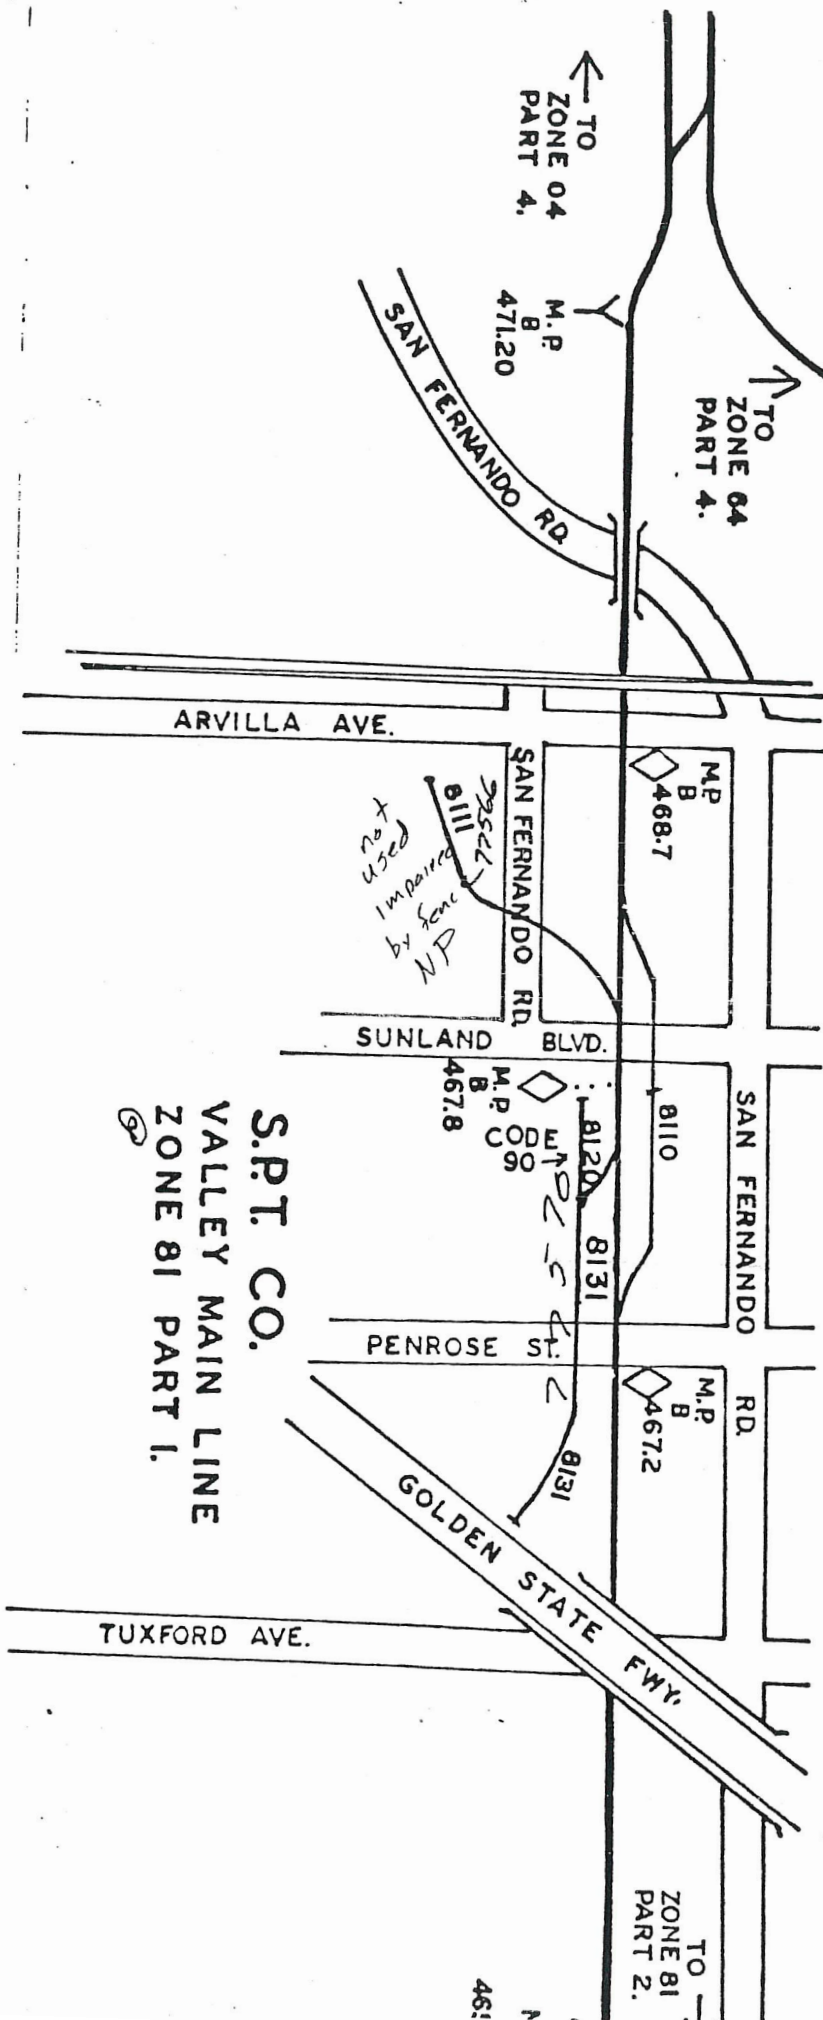 ← TO
ZONE 04
PART 4.
TO
ZONE 64
PART 4.
M.P.
B
471.20
SAN FERNANDO RD.
ARVILLA AVE.
M.P.
B
468.7
SAN FERNANDO RD.
8111
not
used
impaired
by fenc
NP
SUNLAND BLVD.
M.P.
B
467.8
CODE
90
8120
8110
8131
SAN FERNANDO RD.
PENROSE ST.
M.P.
B
467.2
8131
GOLDEN STATE FWY.
TUXFORD AVE.
S.P.T. CO.
VALLEY MAIN LINE
ZONE 81 PART 1.
TO
ZONE 81
PART 2.